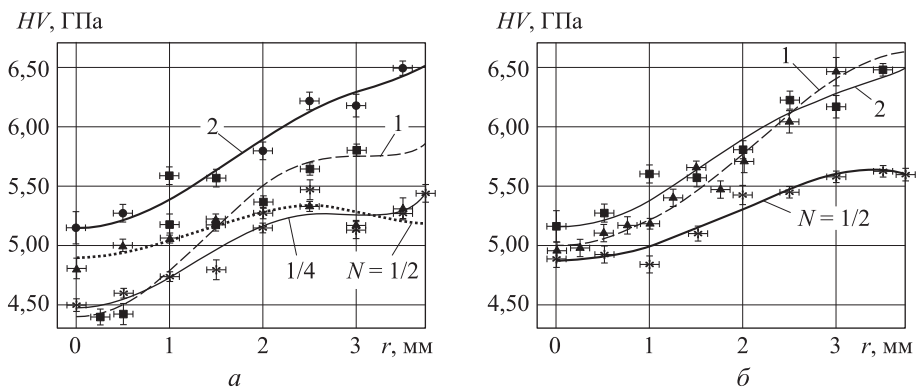 HV, ГПа
6,50
6,00
5,50
5,00
4,50
2
1
1/4
N = 1/2
0 1 2 3 r, мм
а
HV, ГПа
6,50
6,00
5,50
5,00
4,50
1
2
N = 1/2
0 1 2 3 r, мм
б